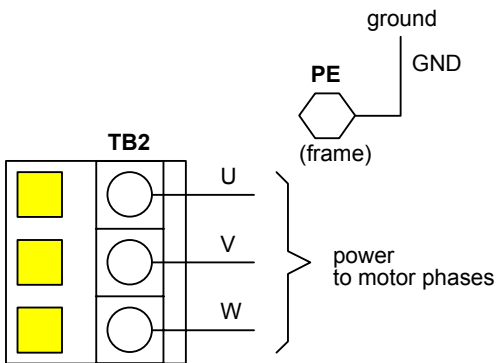 ground
GND
PE
(frame)
TB2
U
V
W
power
to motor phases